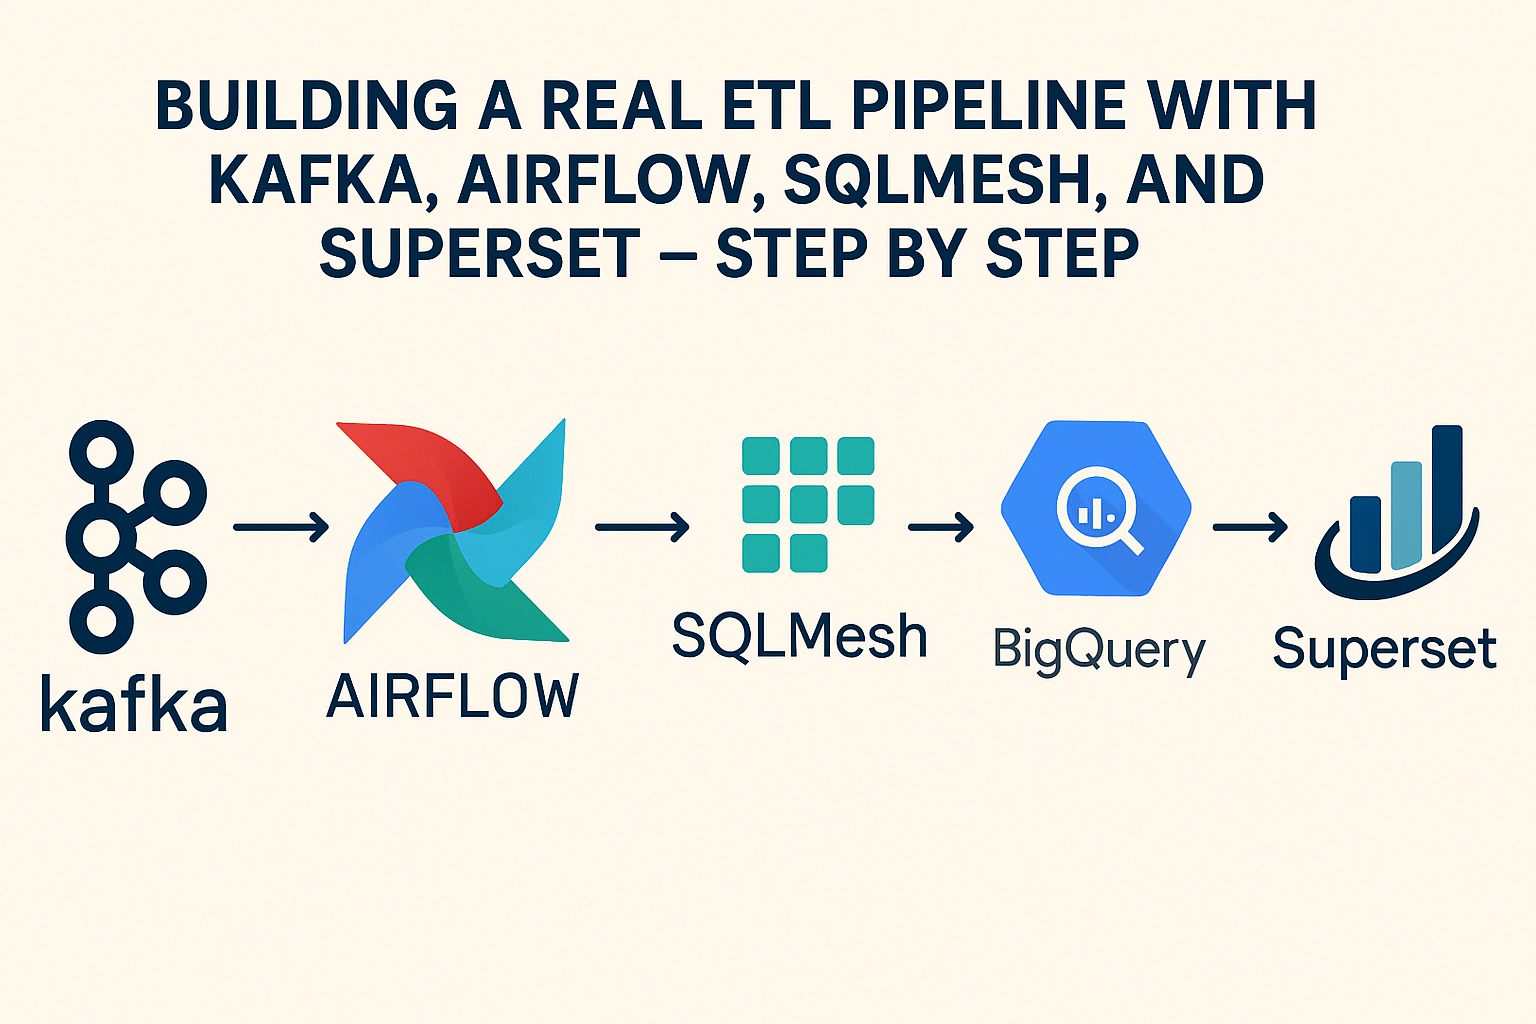 BUILDING A REAL ETL PIPELINE WITH
KAFKA, AIRFLOW, SQLMESH, AND
SUPERSET – STEP BY STEP
kafka
AIRFLOW
SQLMesh
BigQuery
Superset